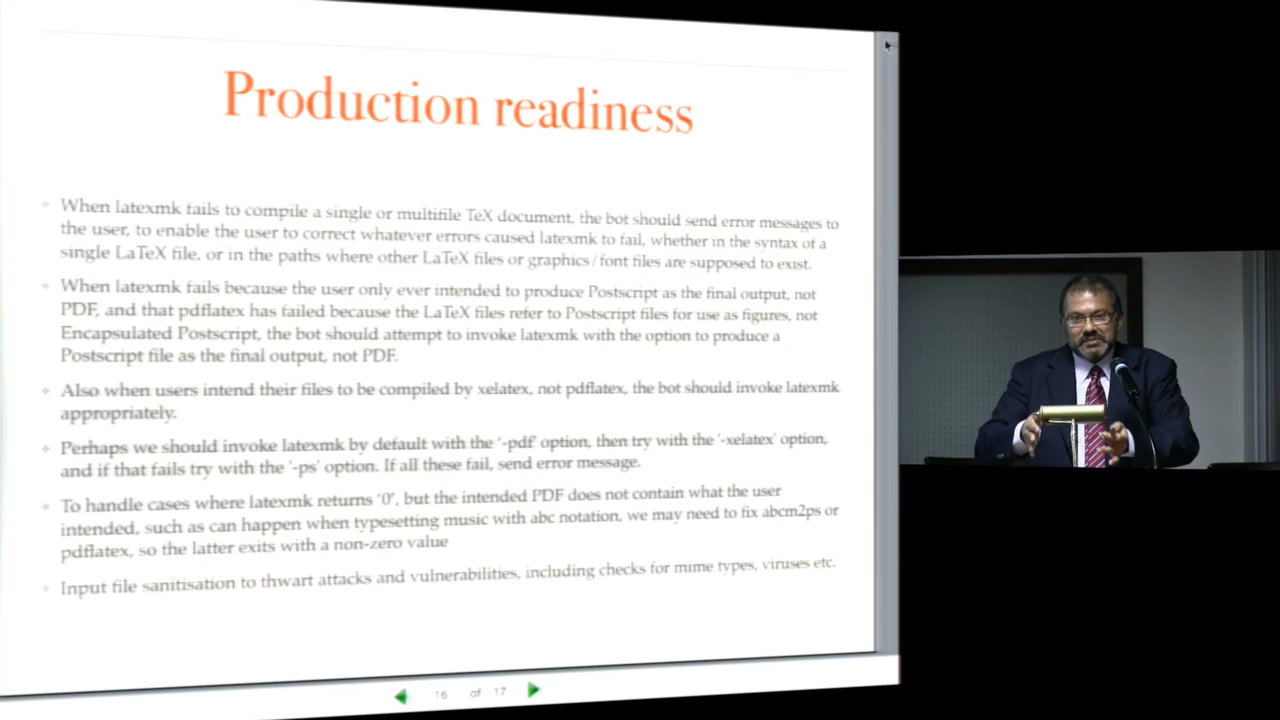 Production readiness
When latexmk fails to compile a single or multifile TeX document, the bot should send error messages to
the user, to enable the user to correct whatever errors caused latexmk to fail, whether in the syntax of a
single LaTeX file, or in the paths where other LaTeX files or graphics/font files are supposed to exist.
When latexmk fails because the user only ever intended to produce Postscript as the final output, not
PDF, and that pdflatex has failed because the LaTeX files refer to Postscript files for use as figures, not
Encapsulated Postscript, the bot should attempt to invoke latexmk with the option to produce a
Postscript file as the final output, not PDF.
Also when users intend their files to be compiled by xelatex, not pdflatex, the bot should invoke latexmk
appropriately.
Perhaps we should invoke latexmk by default with the '-pdf' option, then try with the '-xelatex' option,
and if that fails try with the '-ps' option. If all these fail, send error message.
To handle cases where latexmk returns '0', but the intended PDF does not contain what the user
intended, such as can happen when typesetting music with abc notation, we may need to fix abcm2ps or
pdflatex, so the latter exits with a non-zero value
Input file sanitisation to thwart attacks and vulnerabilities, including checks for mime types, viruses etc.
16 of 17